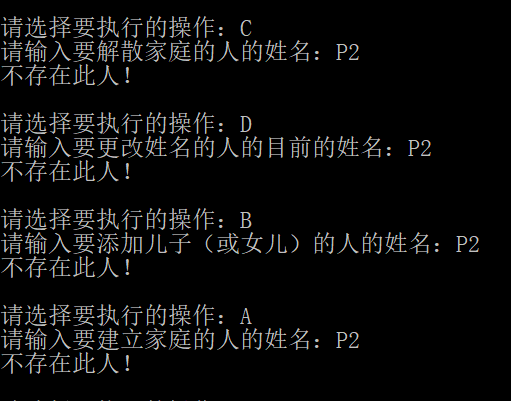 请选择要执行的操作：C
请输入要解散家庭的人的姓名：P2
不存在此人！
请选择要执行的操作：D
请输入要更改姓名的人的目前的姓名：P2
不存在此人！
请选择要执行的操作：B
请输入要添加儿子（或女儿）的人的姓名：P2
不存在此人！
请选择要执行的操作：A
请输入要建立家庭的人的姓名：P2
不存在此人！